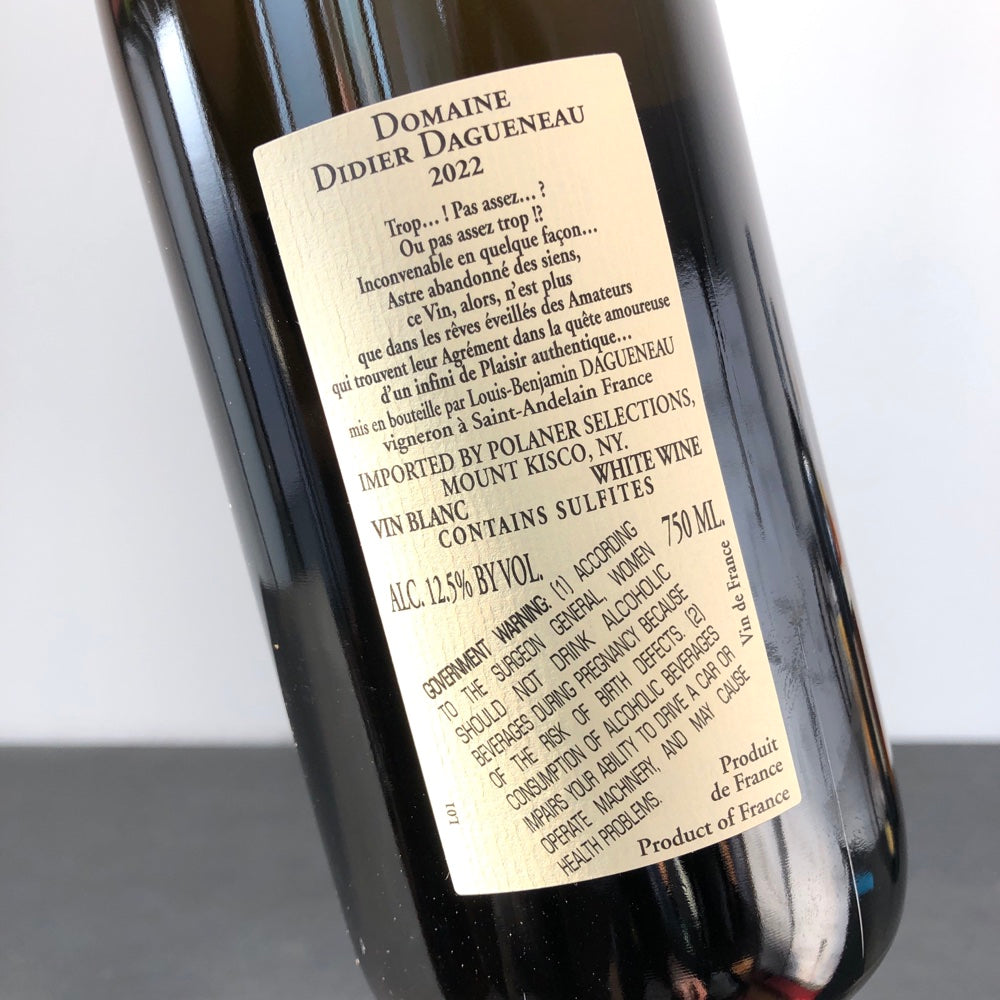 DOMAINE
DIDIER DAGUENEAU
2022
Trop... ! Pas assez... ?
Ou pas assez trop !?
Inconvenable en quelque façon...
Astre abandonné des siens,
ce Vin, alors, n'est plus
que dans les rêves éveillés des Amateurs
qui trouvent leur Agrément dans la quête amoureuse
d'un infini de Plaisir authentique...
mis en bouteille par Louis-Benjamin DAGUENEAU
vigneron à Saint-Andelain France
IMPORTED BY POLANER SELECTIONS,
MOUNT KISCO, NY.
VIN BLANC WHITE WINE
CONTAINS SULFITES
ALC. 12.5% BY VOL. 750 ML.
GOVERNMENT WARNING: (1) ACCORDING
TO THE SURGEON GENERAL WOMEN
SHOULD NOT DRINK ALCOHOLIC
BEVERAGES DURING PREGNANCY BECAUSE
OF THE RISK OF BIRTH DEFECTS. (2)
CONSUMPTION OF ALCOHOLIC BEVERAGES
IMPAIRS YOUR ABILITY TO DRIVE A CAR OR
OPERATE MACHINERY, AND MAY CAUSE
HEALTH PROBLEMS.
Vin de France
L01
Produit
de France
Product of France